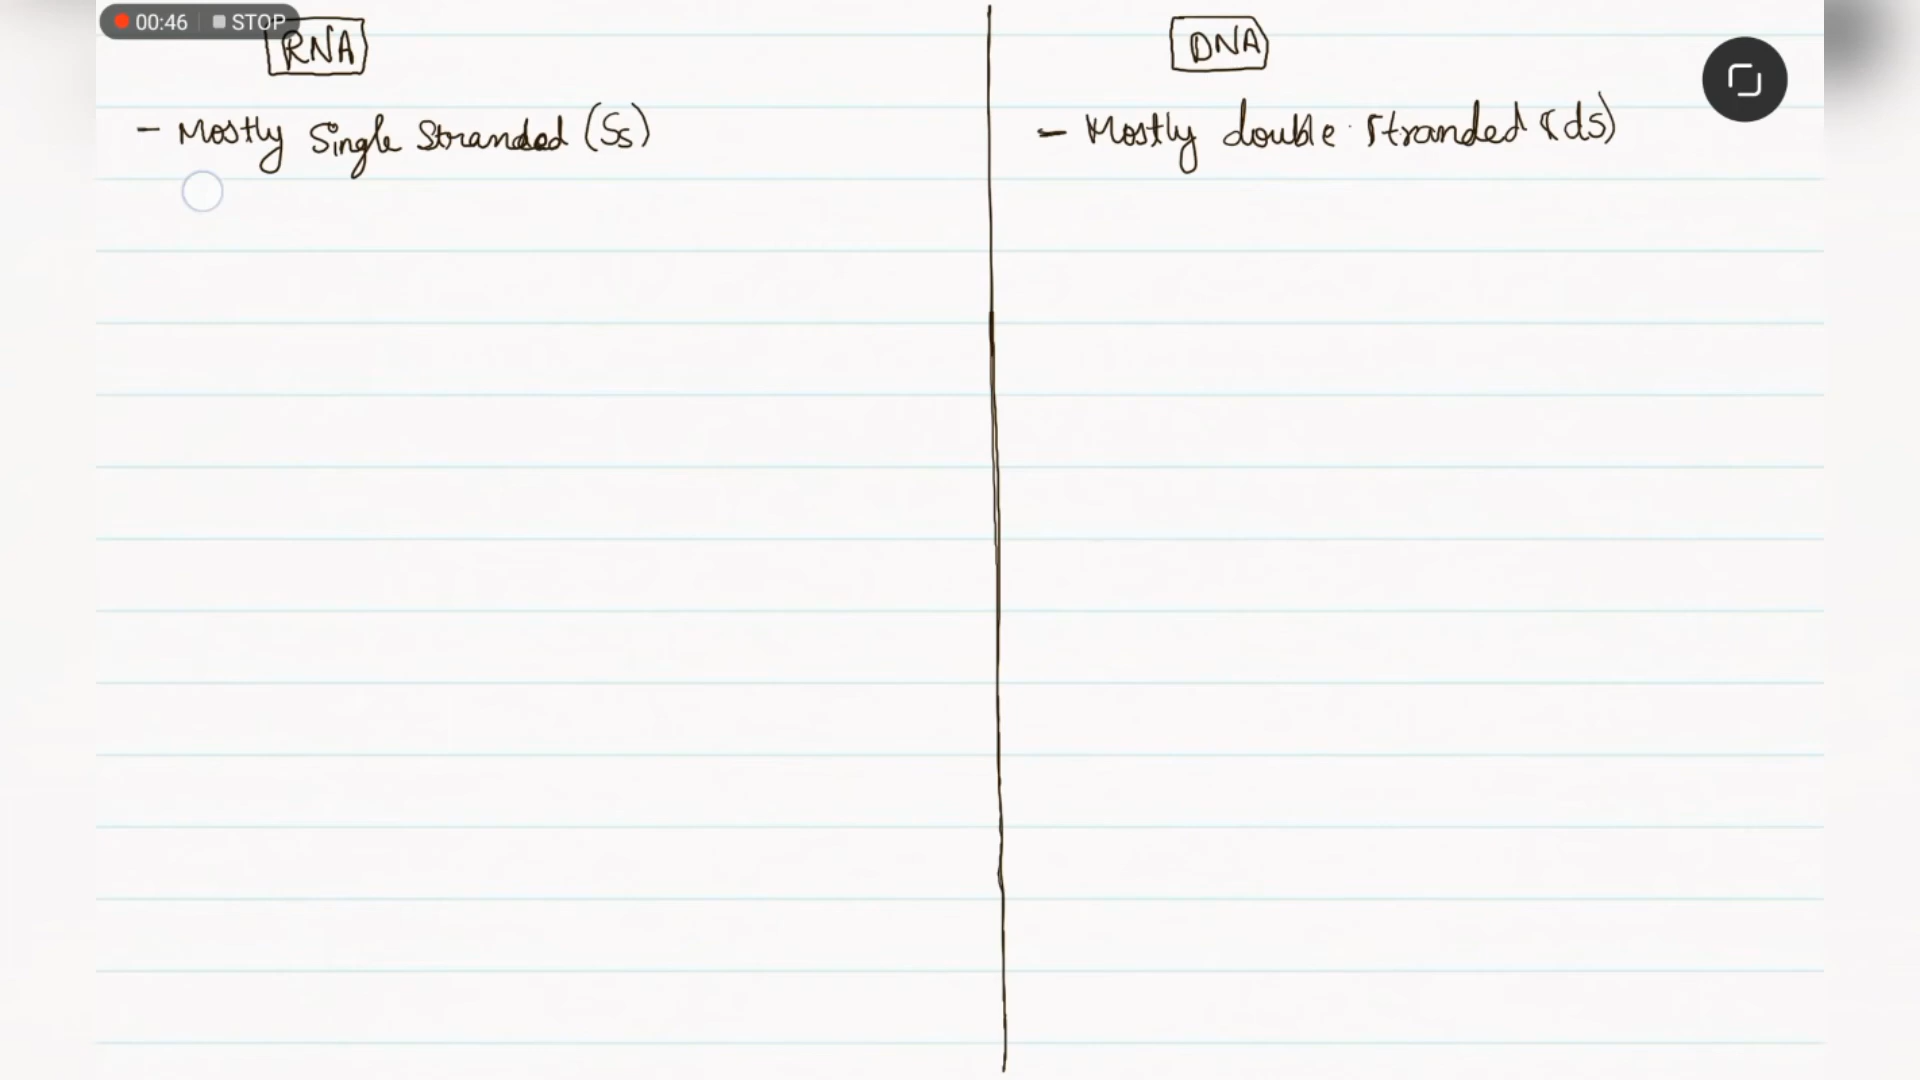 00:46 STOP
RNA
- Mostly Single Stranded (Ss)
DNA
- Mostly double stranded (ds)